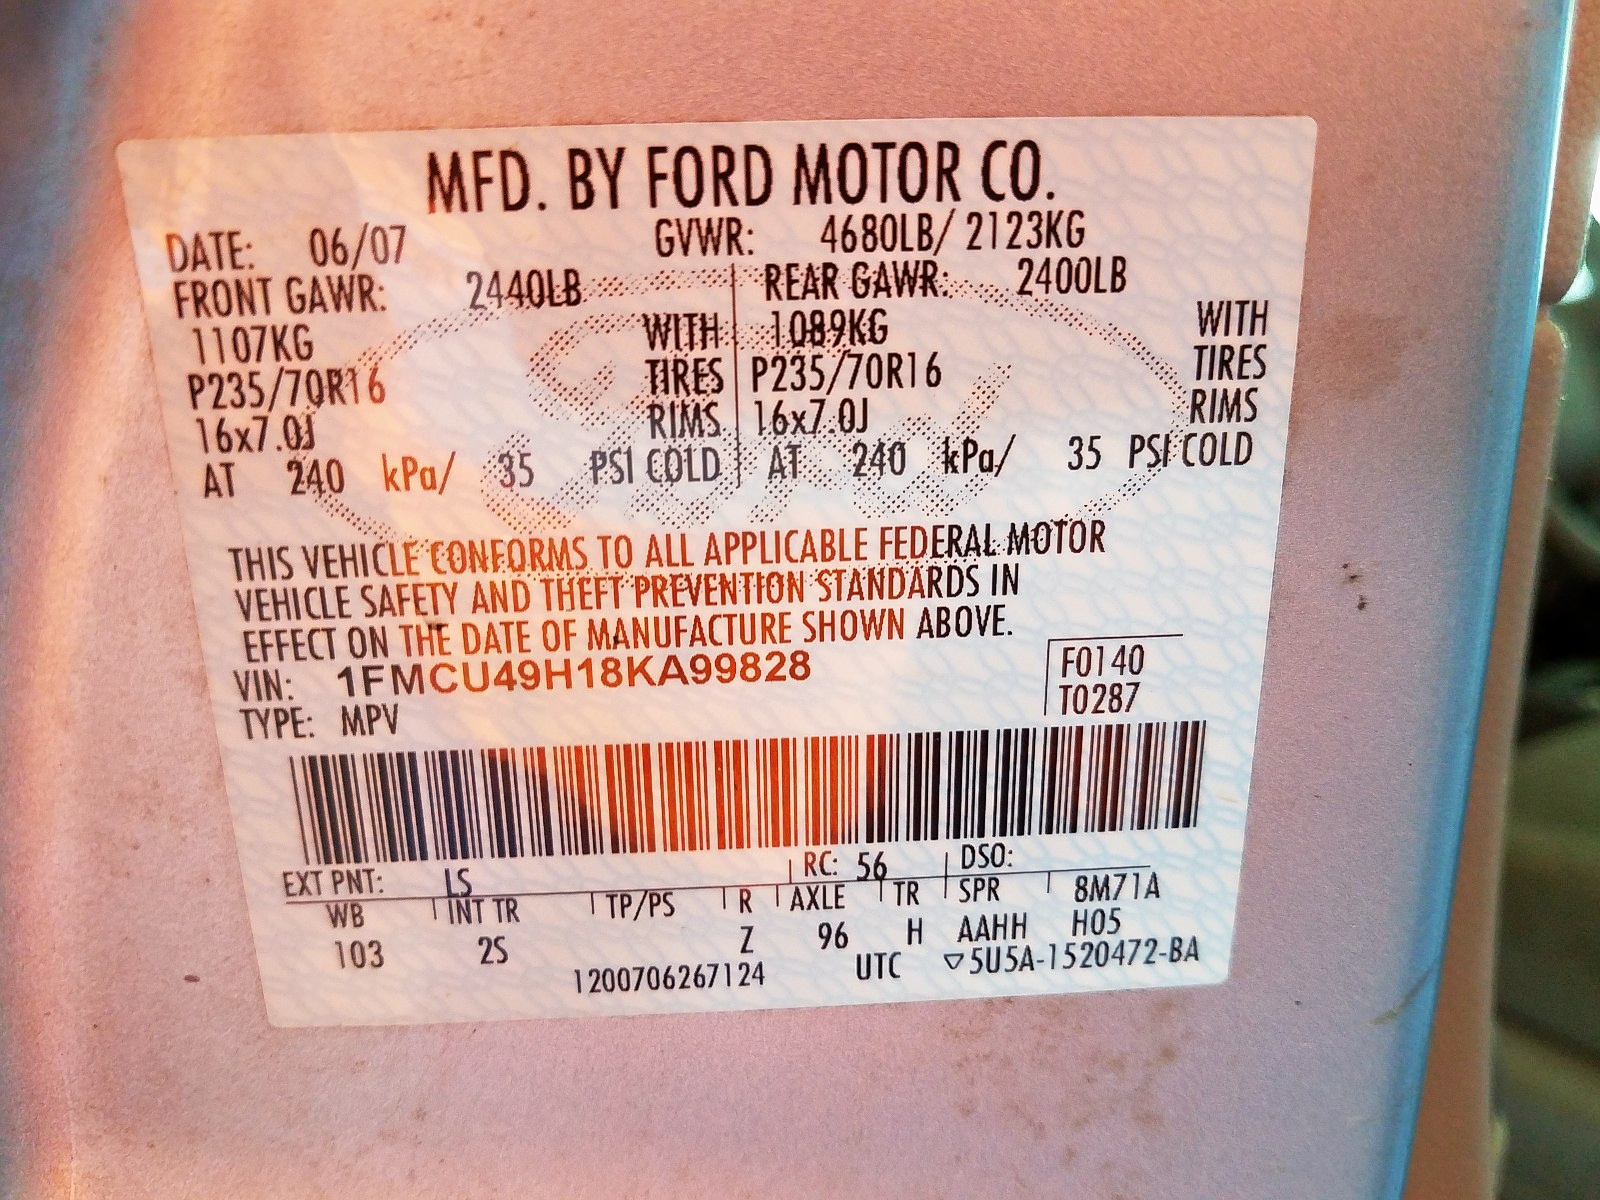 MFD. BY FORD MOTOR CO.
DATE: 06/07 GVWR: 4680LB/ 2123KG
FRONT GAWR: 2440LB REAR GAWR: 2400LB
1107KG WITH 1089KG WITH
P235/70R16 TIRES P235/70R16 TIRES
16x7.0J RIMS 16x7.0J RIMS
AT 240 kPa/ 35 PSI COLD AT 240 kPa/ 35 PSI COLD
THIS VEHICLE CONFORMS TO ALL APPLICABLE FEDERAL MOTOR
VEHICLE SAFETY AND THEFT PREVENTION STANDARDS IN
EFFECT ON THE DATE OF MANUFACTURE SHOWN ABOVE.
VIN: 1FMCU49H18KA99828 F0140
TYPE: MPV T0287
EXT PNT: LS RC: 56 DSO:
WB INT TR TP/PS R AXLE TR SPR 8M71A
103 2S Z 96 H AAHH H05
1200706267124 UTC ▽5U5A-1520472-BA